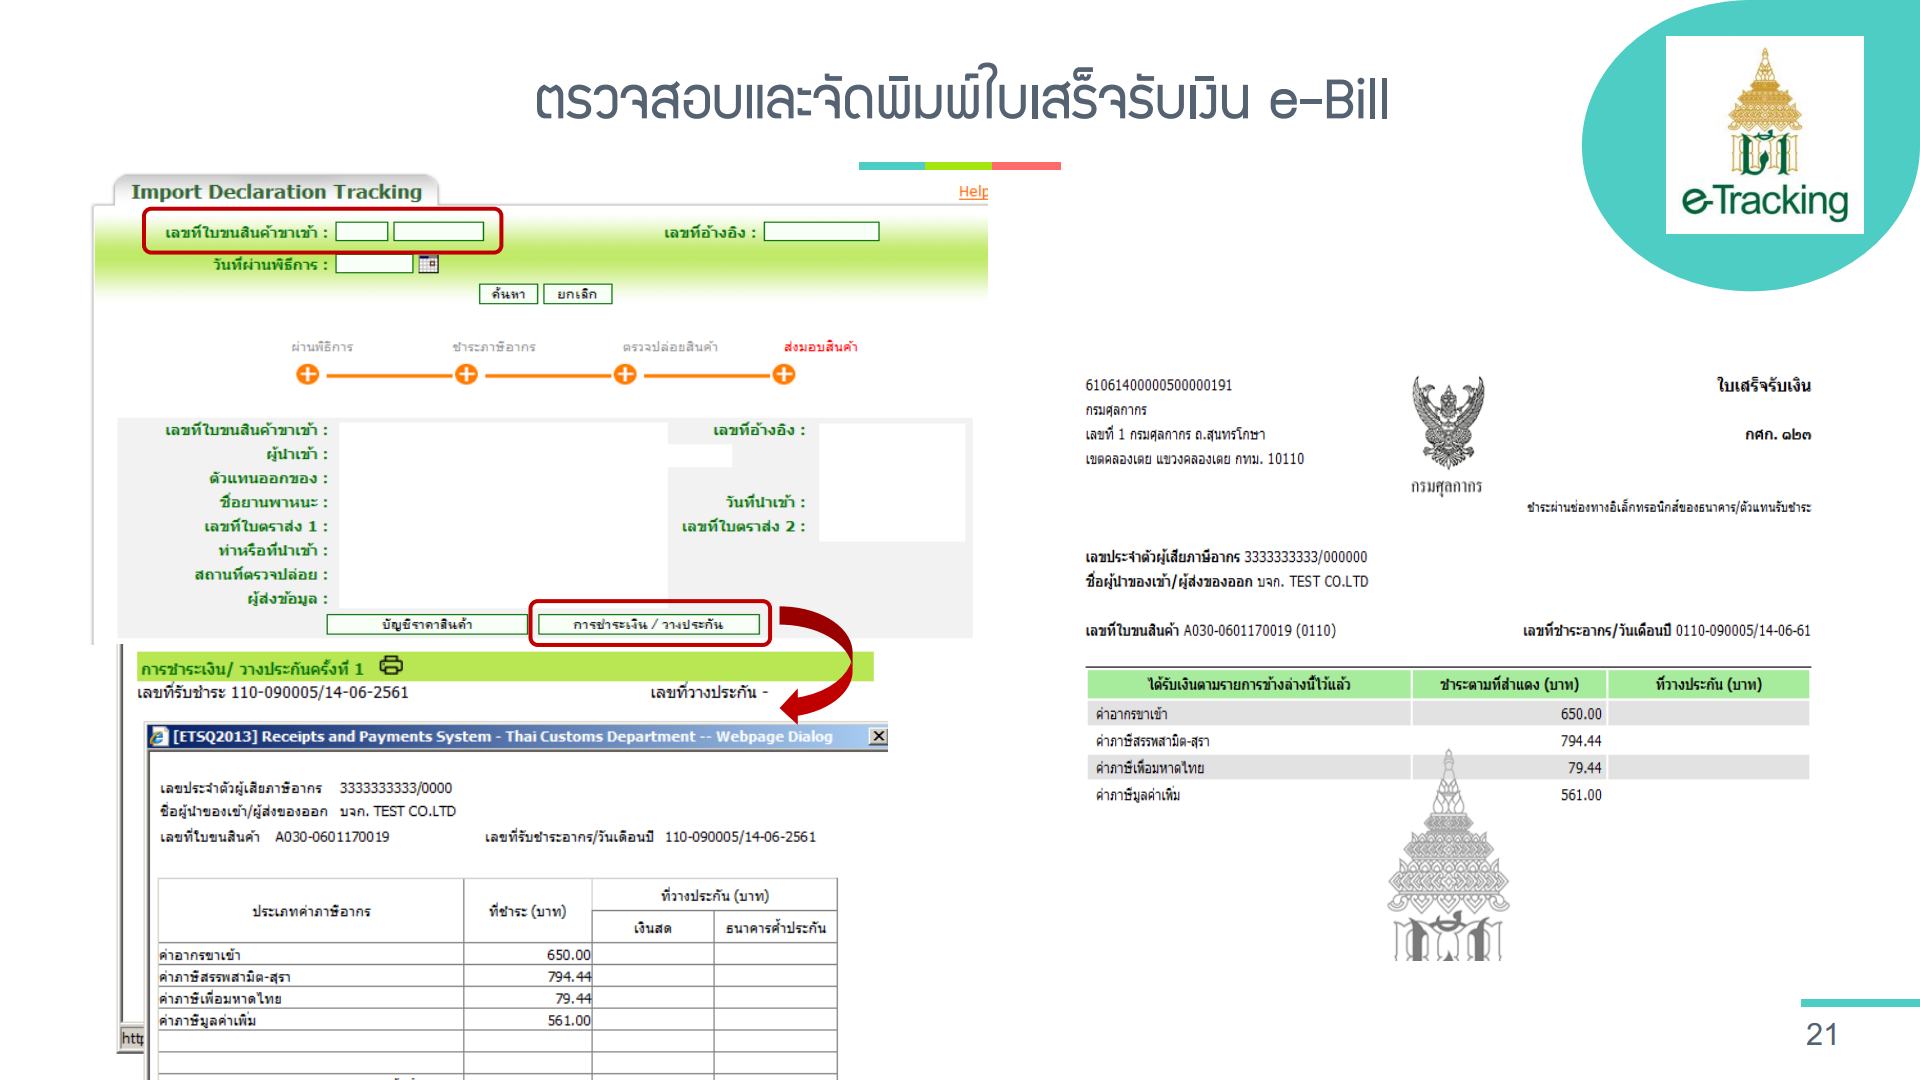 ตรวจสอบและจัดพิมพ์ใบเสร็จรับเงิน e-Bill
e-Tracking
Import Declaration Tracking
Help
เลขที่ใบขนสินค้าขาเข้า :
เลขที่อ้างอิง :
วันที่ผ่านพิธีการ :
ค้นหา ยกเลิก
ผ่านพิธีการ ชำระภาษีอากร ตรวจปล่อยสินค้า ส่งมอบสินค้า
เลขที่ใบขนสินค้าขาเข้า : เลขที่อ้างอิง :
ผู้นำเข้า :
ตัวแทนออกของ :
ชื่อยานพาหนะ : วันที่นำเข้า :
เลขที่ใบตราส่ง 1 : เลขที่ใบตราส่ง 2 :
ท่าหรือที่นำเข้า :
สถานที่ตรวจปล่อย :
ผู้ส่งข้อมูล :
บัญชีราคาสินค้า การชำระเงิน / วางประกัน
การชำระเงิน/ วางประกันครั้งที่ 1
เลขที่รับชำระ 110-090005/14-06-2561 เลขที่วางประกัน -
[ETSQ2013] Receipts and Payments System - Thai Customs Department -- Webpage Dialog
เลขประจำตัวผู้เสียภาษีอากร 3333333333/0000
ชื่อผู้นำของเข้า/ผู้ส่งของออก บจก. TEST CO.LTD
เลขที่ใบขนสินค้า A030-0601170019 เลขที่รับชำระอากร/วันเดือนปี 110-090005/14-06-2561
ประเภทค่าภาษีอากร ที่ชำระ (บาท) ที่วางประกัน (บาท)
เงินสด ธนาคารค้ำประกัน
ค่าอากรขาเข้า 650.00
ค่าภาษีสรรพสามิต-สุรา 794.44
ค่าภาษีเพื่อมหาดไทย 79.44
ค่าภาษีมูลค่าเพิ่ม 561.00
http
61061400000500000191 ใบเสร็จรับเงิน
กรมศุลกากร
เลขที่ 1 กรมศุลกากร ถ.สุนทรโกษา กศก. ๑๒๓
เขตคลองเตย แขวงคลองเตย กทม. 10110
กรมศุลกากร
ชำระผ่านช่องทางอิเล็กทรอนิกส์ของธนาคาร/ตัวแทนรับชำระ
เลขประจำตัวผู้เสียภาษีอากร 3333333333/000000
ชื่อผู้นำของเข้า/ผู้ส่งของออก บจก. TEST CO.LTD
เลขที่ใบขนสินค้า A030-0601170019 (0110) เลขที่ชำระอากร/วันเดือนปี 0110-090005/14-06-61
ได้รับเงินตามรายการข้างล่างนี้ไว้แล้ว ชำระตามที่สำแดง (บาท) ที่วางประกัน (บาท)
ค่าอากรขาเข้า 650.00
ค่าภาษีสรรพสามิต-สุรา 794.44
ค่าภาษีเพื่อมหาดไทย 79.44
ค่าภาษีมูลค่าเพิ่ม 561.00
21